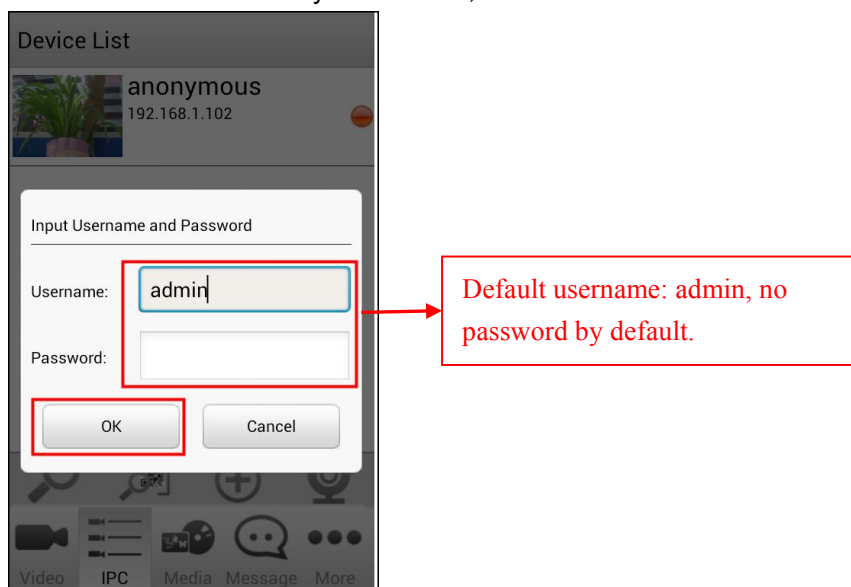 Device List
anonymous
192.168.1.102
Input Username and Password
Username:
admin
Password:
OK
Cancel
Default username: admin, no
password by default.
Video IPC Media Message More